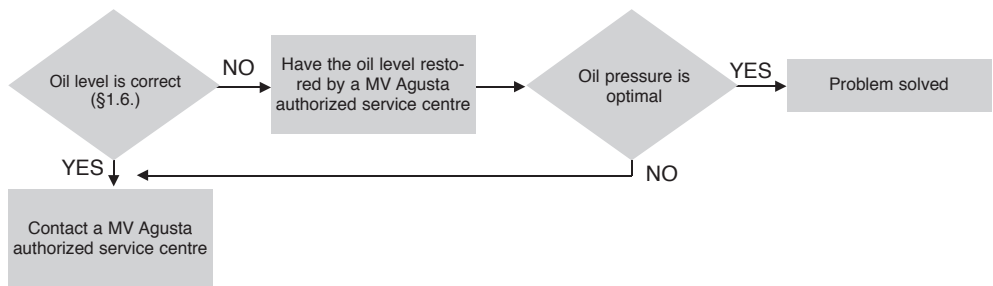 Oil level is correct
(§1.6.)
NO
Have the oil level resto-
red by a MV Agusta
authorized service centre
Oil pressure is
optimal
YES
Problem solved
YES
NO
Contact a MV Agusta
authorized service centre